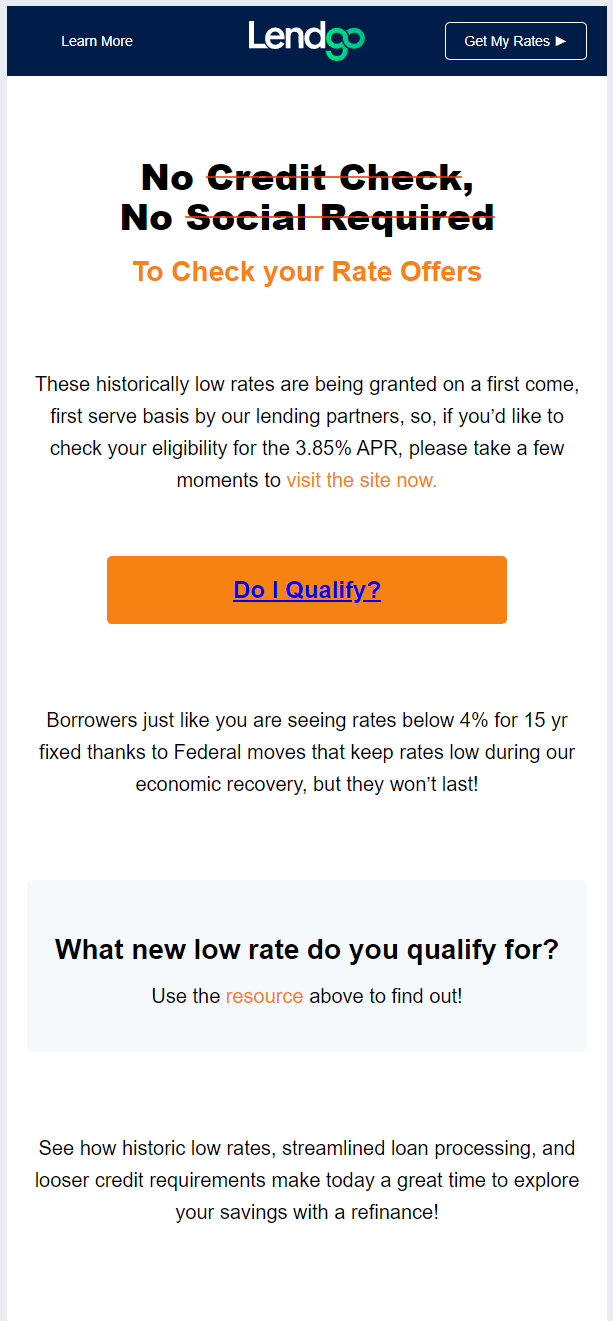 Learn More
Lendgo
Get My Rates ►
No Credit Check,
No Social Required
To Check your Rate Offers
These historically low rates are being granted on a first come,
first serve basis by our lending partners, so, if you’d like to
check your eligibility for the 3.85% APR, please take a few
moments to visit the site now.
Do I Qualify?
Borrowers just like you are seeing rates below 4% for 15 yr
fixed thanks to Federal moves that keep rates low during our
economic recovery, but they won’t last!
What new low rate do you qualify for?
Use the resource above to find out!
See how historic low rates, streamlined loan processing, and
looser credit requirements make today a great time to explore
your savings with a refinance!